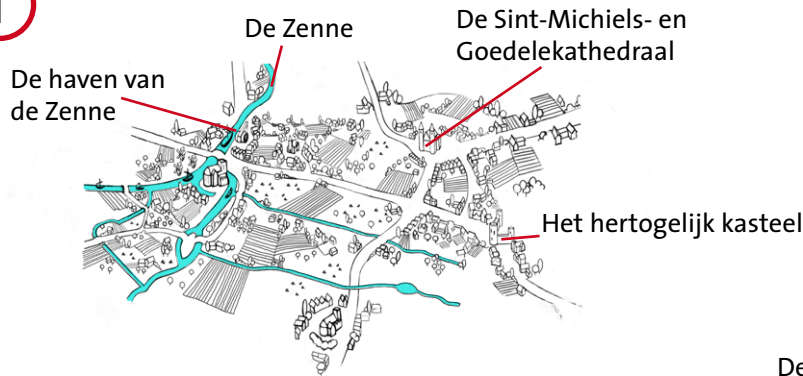 De Zenne
De Sint-Michiels- en
Goedelekathedraal
De haven van
de Zenne
Het hertogelijk kasteel
De